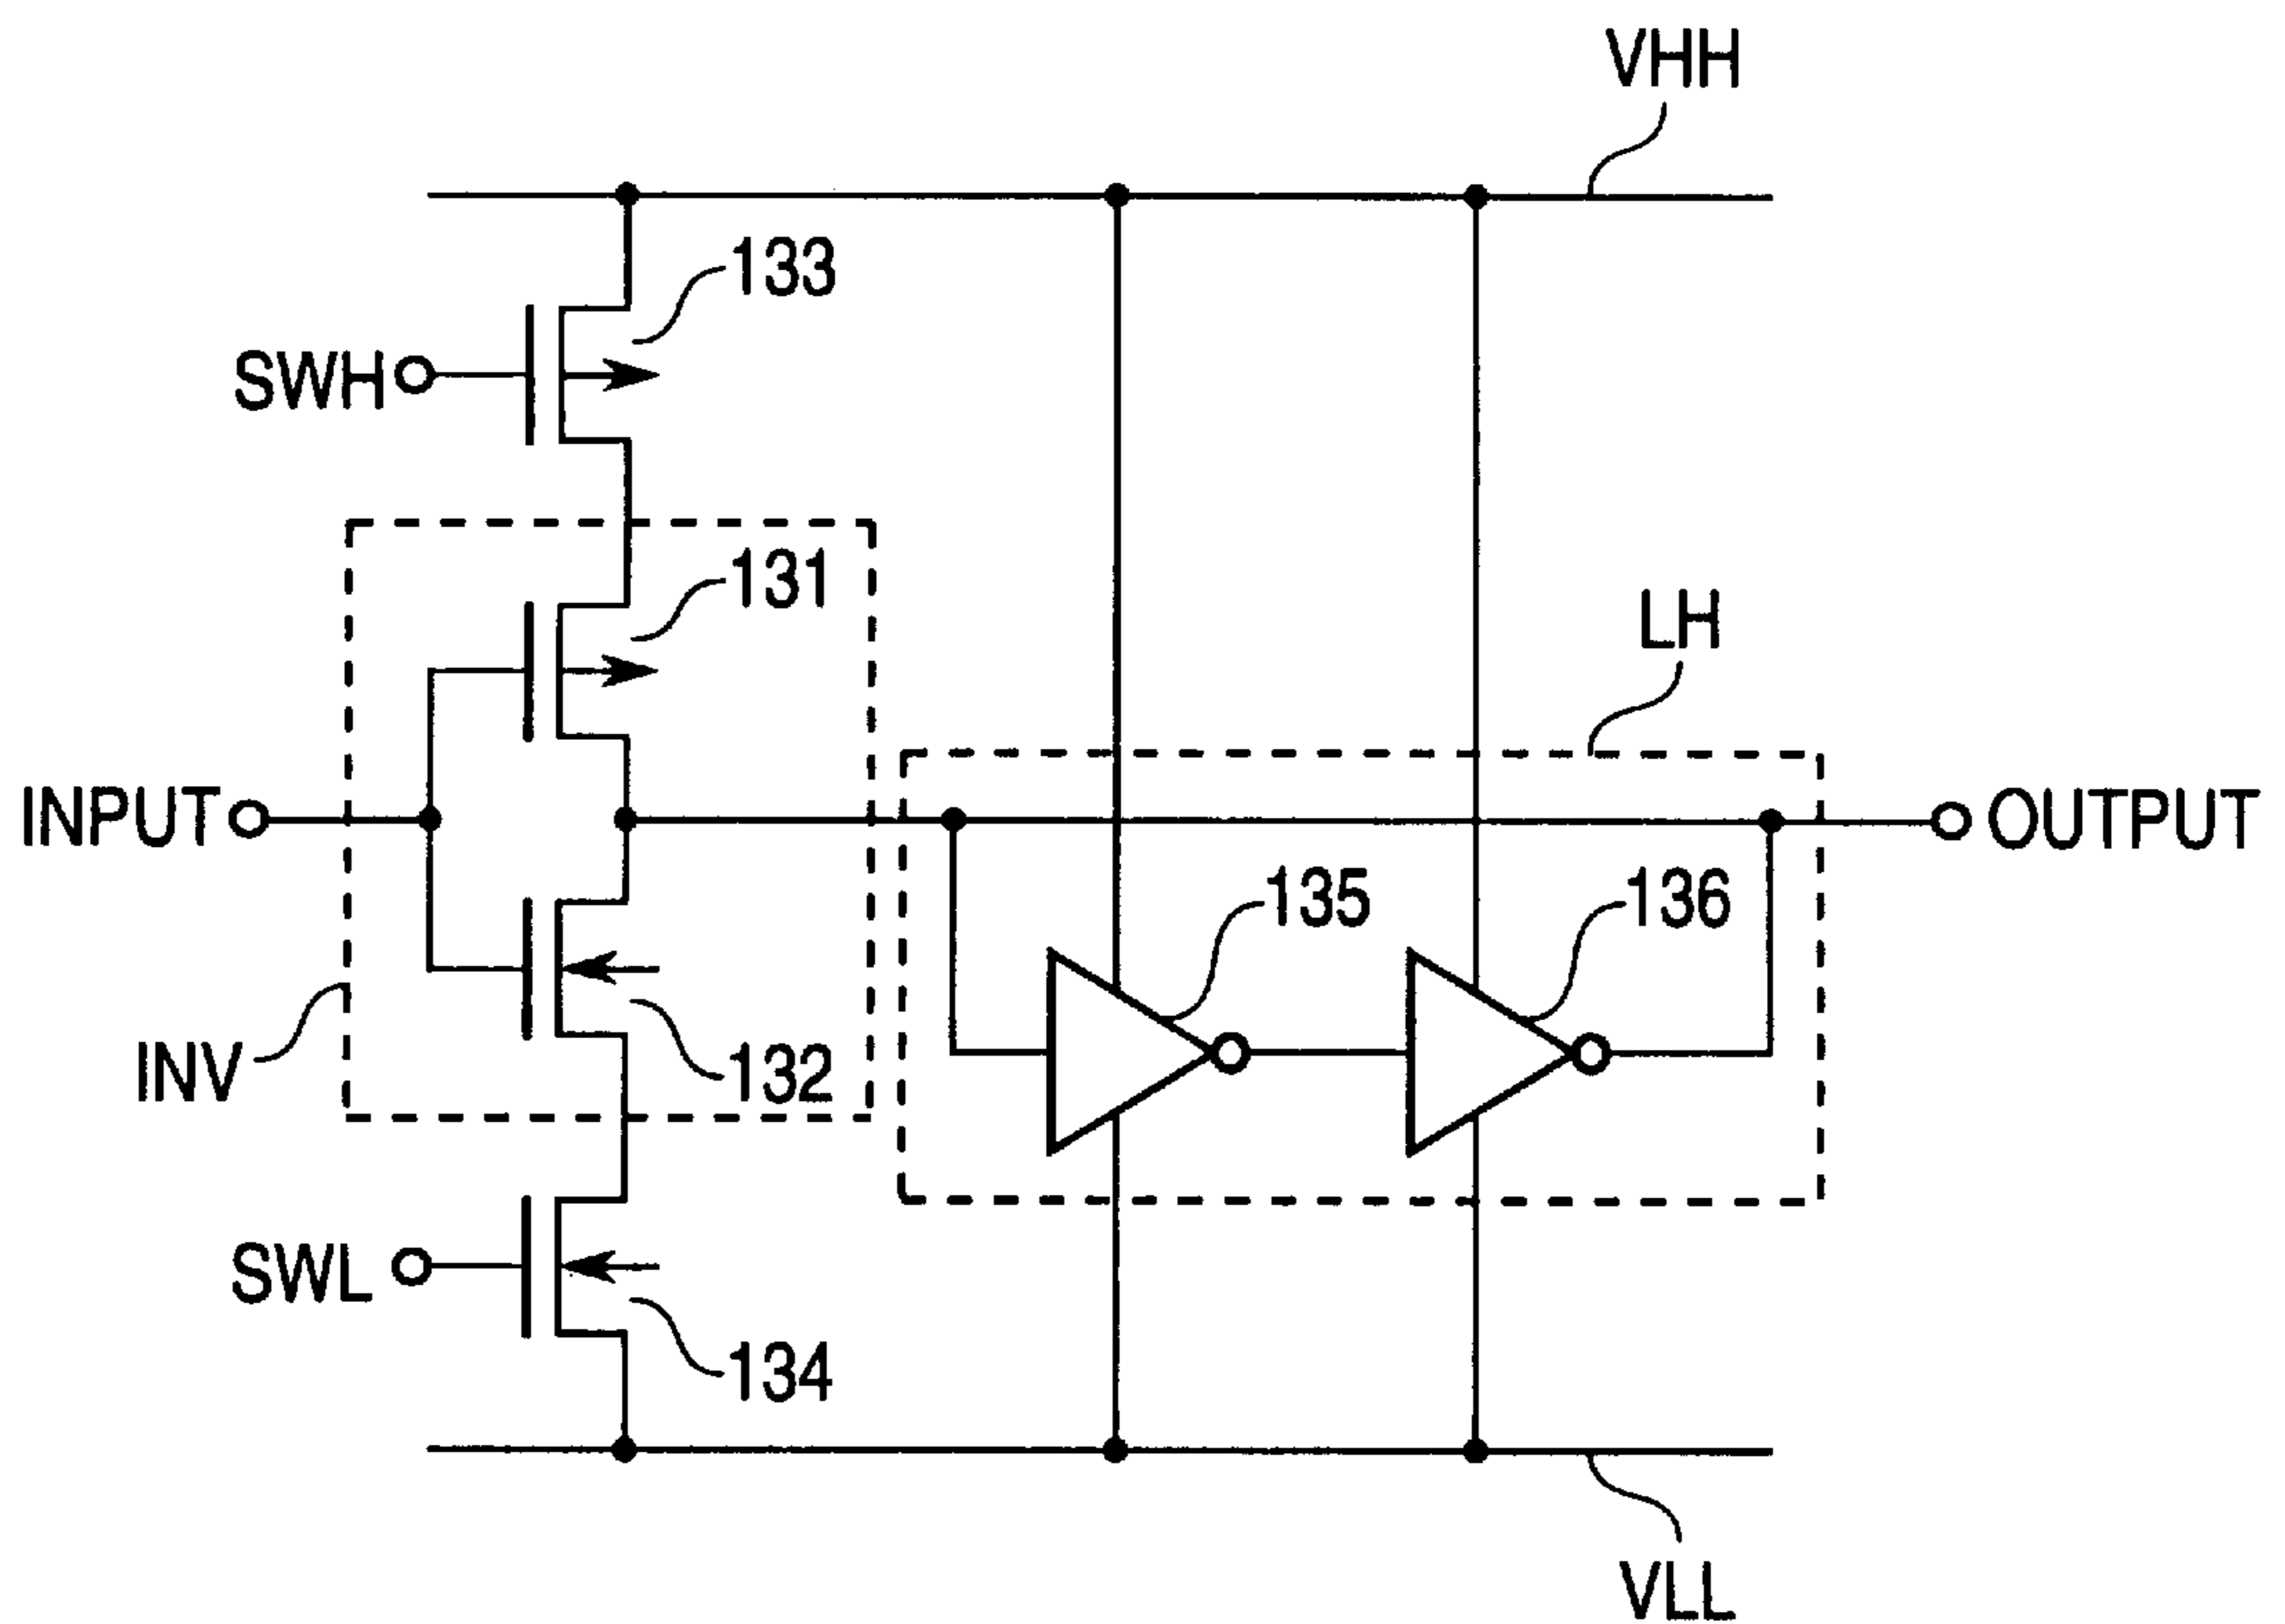 VHH
133
SWH
131
LH
INPUT
OUTPUT
135
136
INV
132
SWL
134
VLL